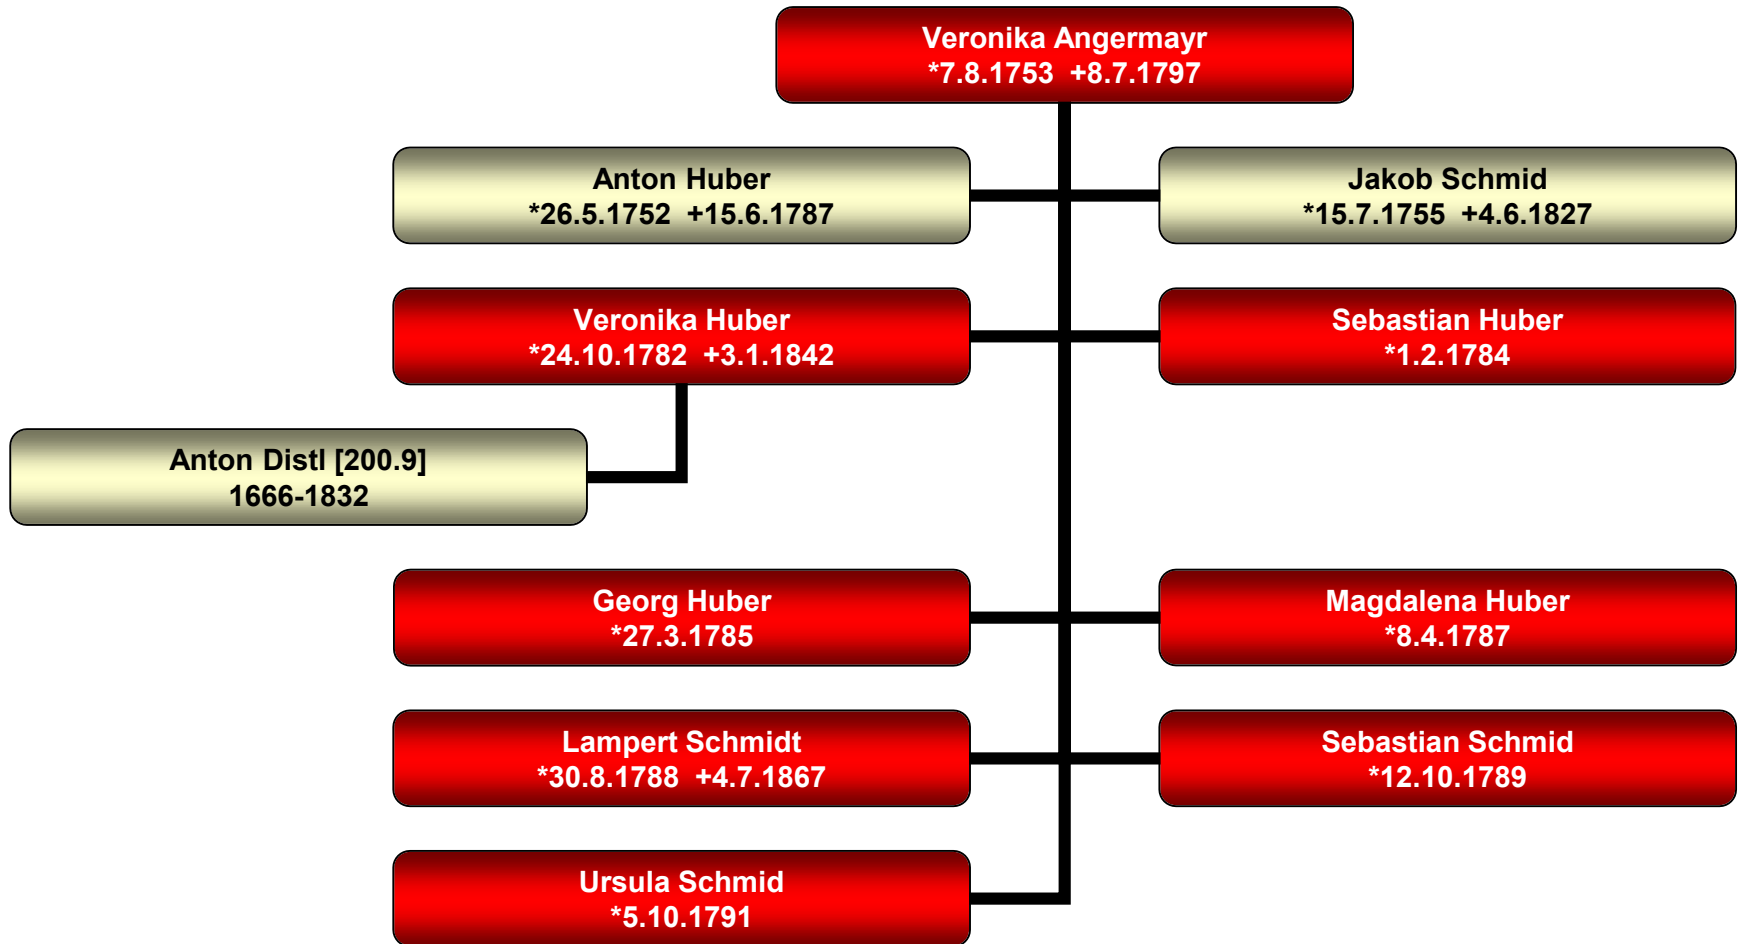 Veronika Angermayr
*7.8.1753 +8.7.1797
Anton Huber
*26.5.1752 +15.6.1787
Jakob Schmid
*15.7.1755 +4.6.1827
Veronika Huber
*24.10.1782 +3.1.1842
Sebastian Huber
*1.2.1784
Anton Distl [200.9]
1666-1832
Georg Huber
*27.3.1785
Magdalena Huber
*8.4.1787
Lampert Schmidt
*30.8.1788 +4.7.1867
Sebastian Schmid
*12.10.1789
Ursula Schmid
*5.10.1791